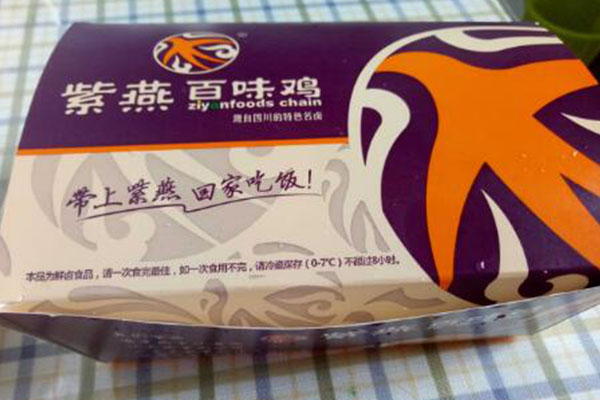 紫燕 百味鸡
ziyanfoods chain
源自四川的特色名卤
带上紫燕 回家吃饭!
本品为鲜卤食品,请一次食完最佳,如一次食用不完,请冷藏保存(0-7℃)不超过8小时。